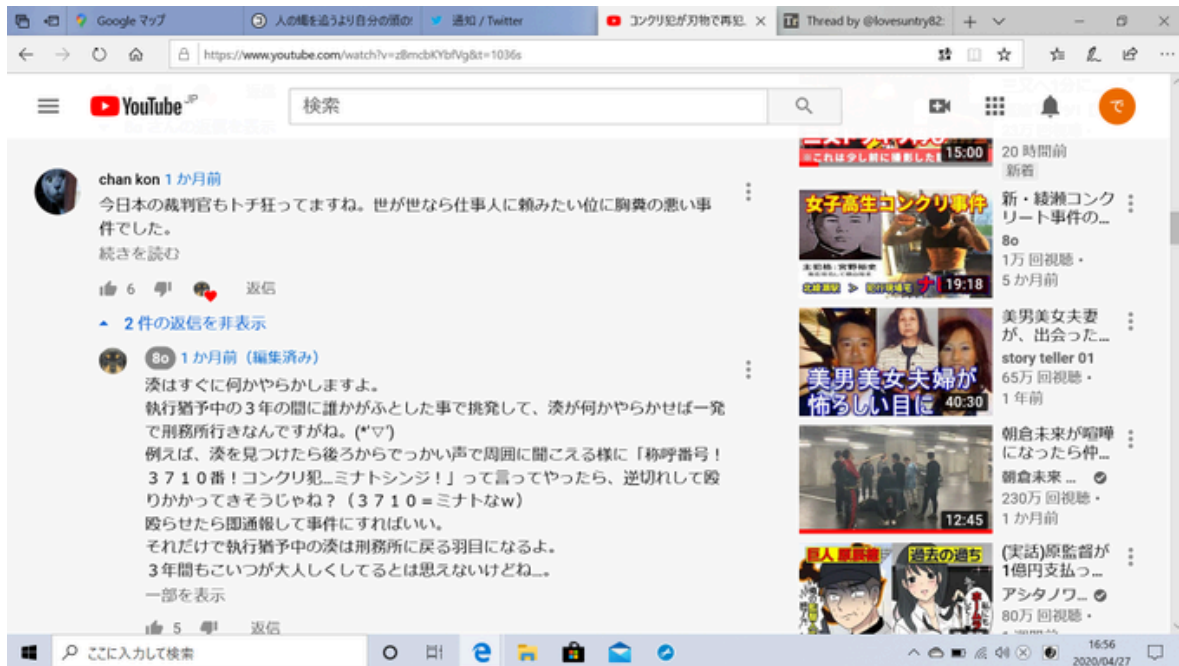 Google マップ
人の蠅を追うより自分の頭の
通知 / Twitter
コンクリ犯が刃物で再犯.
Thread by @lovesuntry82:
https://www.youtube.com/watch?v=zBmcbKYbfVg&t=1036s
YouTube JP
検索
で
15:00
20 時間前
新着
chan kon 1 か月前
今日本の裁判官もトチ狂ってますね。世が世なら仕事人に頼みたい位に胸糞の悪い事
件でした。
続きを読む
6
返信
2 件の返信を非表示
8o 1 か月前（編集済み）
湊はすぐに何かやらかしますよ。
執行猶予中の３年の間に誰かがふとした事で挑発して、湊が何かやらかせば一発
で刑務所行きなんですがね。(*'▽')
例えば、湊を見つけたら後ろからでっかい声で周囲に聞こえる様に「称呼番号！
３７１０番！コンクリ犯…ミナトシンジ！」って言ってやったら、逆切れして殴
りかかってきそうじゃね？（３７１０＝ミナトなｗ）
殴らせたら即通報して事件にすればいい。
それだけで執行猶予中の湊は刑務所に戻る羽目になるよ。
３年間もこいつが大人しくしてるとは思えないけどね…。
一部を表示
5
返信
女子高生コンクリ事件
19:18
新・綾瀬コンク
リート事件の...
8o
1万 回視聴・
5 か月前
美男美女夫婦が
怖ろしい目に
40:30
美男美女夫妻
が、出会った...
story teller 01
65万 回視聴・
1 年前
12:45
朝倉未来が喧嘩
になったら仲...
朝倉未来 ...
230万 回視聴・
1 か月前
巨人 原辰徳
過去の過ち
(実話)原監督が
1億円支払っ...
アシタノワ...
80万 回視聴・
ここに入力して検索
16:56
2020/04/27